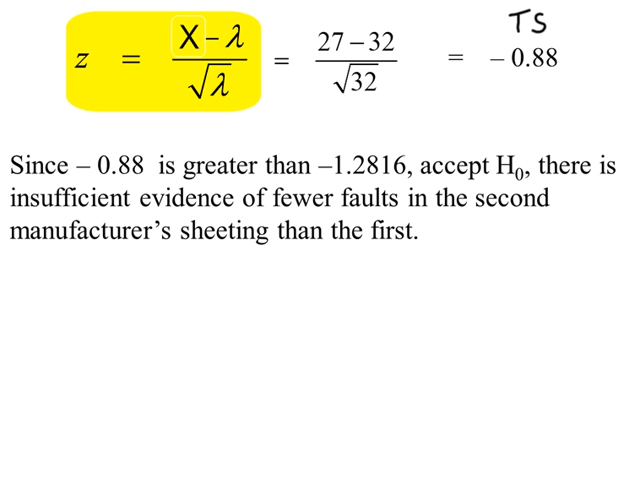 TS
z = X – λ / √λ = 27 – 32 / √32 = – 0.88
Since – 0.88 is greater than –1.2816, accept H₀, there is
insufficient evidence of fewer faults in the second
manufacturer’s sheeting than the first.